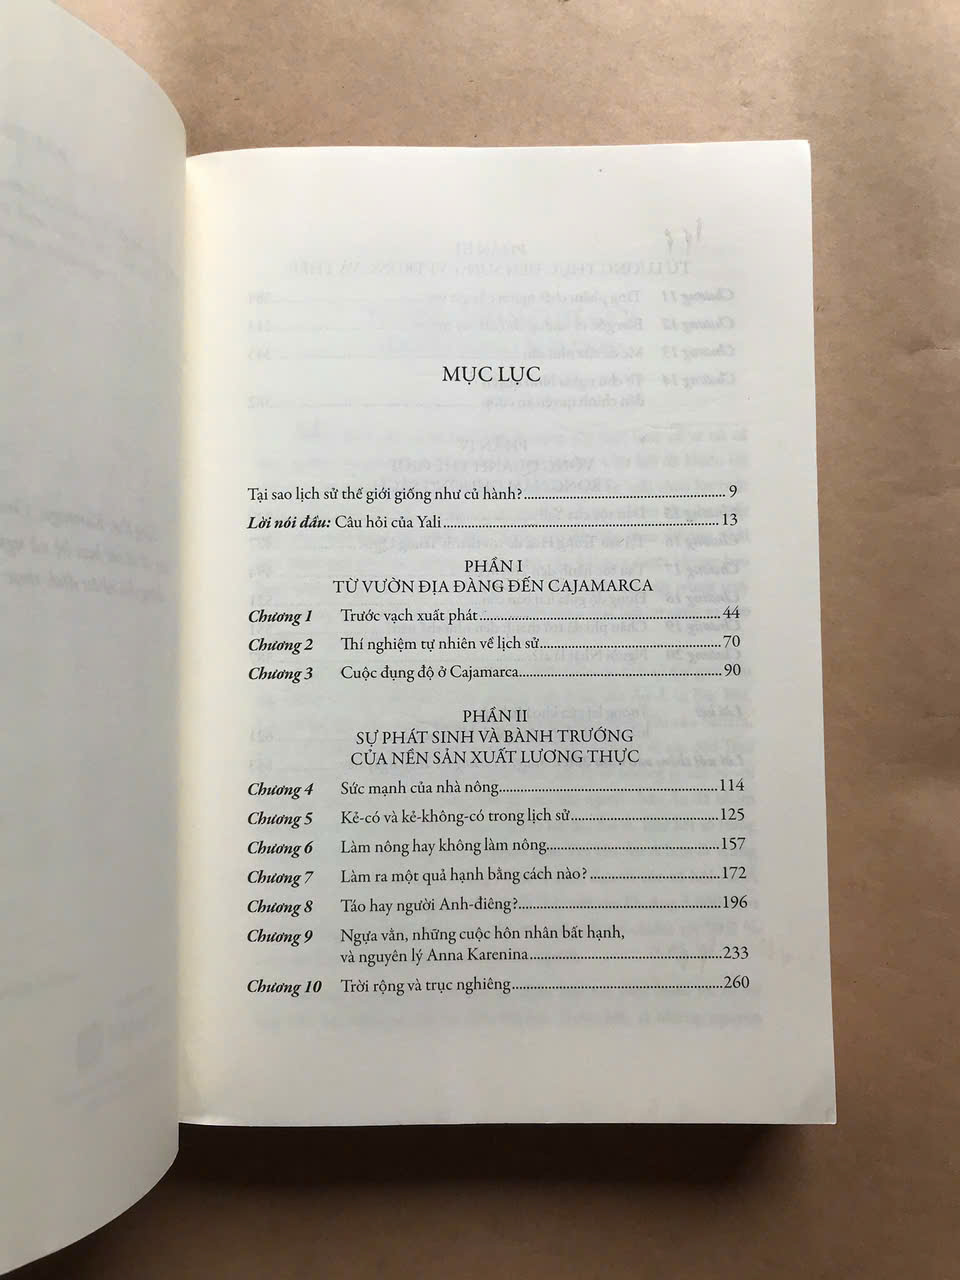 MỤC LỤC
Tại sao lịch sử thế giới giống như củ hành?........................................ 9
Lời nói đầu: Câu hỏi của Yali........................................ 13
PHẦN I
TỪ VƯỜN ĐỊA ĐÀNG ĐẾN CAJAMARCA
Chương 1 Trước vạch xuất phát........................................ 44
Chương 2 Thí nghiệm tự nhiên về lịch sử........................................ 70
Chương 3 Cuộc đụng độ ở Cajamarca........................................ 90
PHẦN II
SỰ PHÁT SINH VÀ BÀNH TRƯỚNG
CỦA NỀN SẢN XUẤT LƯƠNG THỰC
Chương 4 Sức mạnh của nhà nông........................................114
Chương 5 Kẻ-có và kẻ-không-có trong lịch sử........................................125
Chương 6 Làm nông hay không làm nông........................................157
Chương 7 Làm ra một quả hạnh bằng cách nào?........................................172
Chương 8 Táo hay người Anh-điêng?........................................196
Chương 9 Ngựa vằn, những cuộc hôn nhân bất hạnh,
và nguyên lý Anna Karenina........................................233
Chương 10 Trời rộng và trục nghiêng........................................260